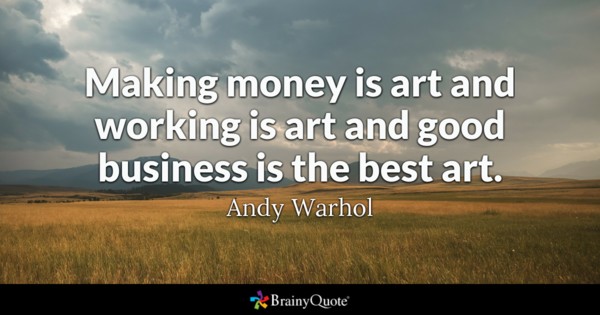 Making money is art and
working is art and good
business is the best art.
Andy Warhol
BrainyQuote®